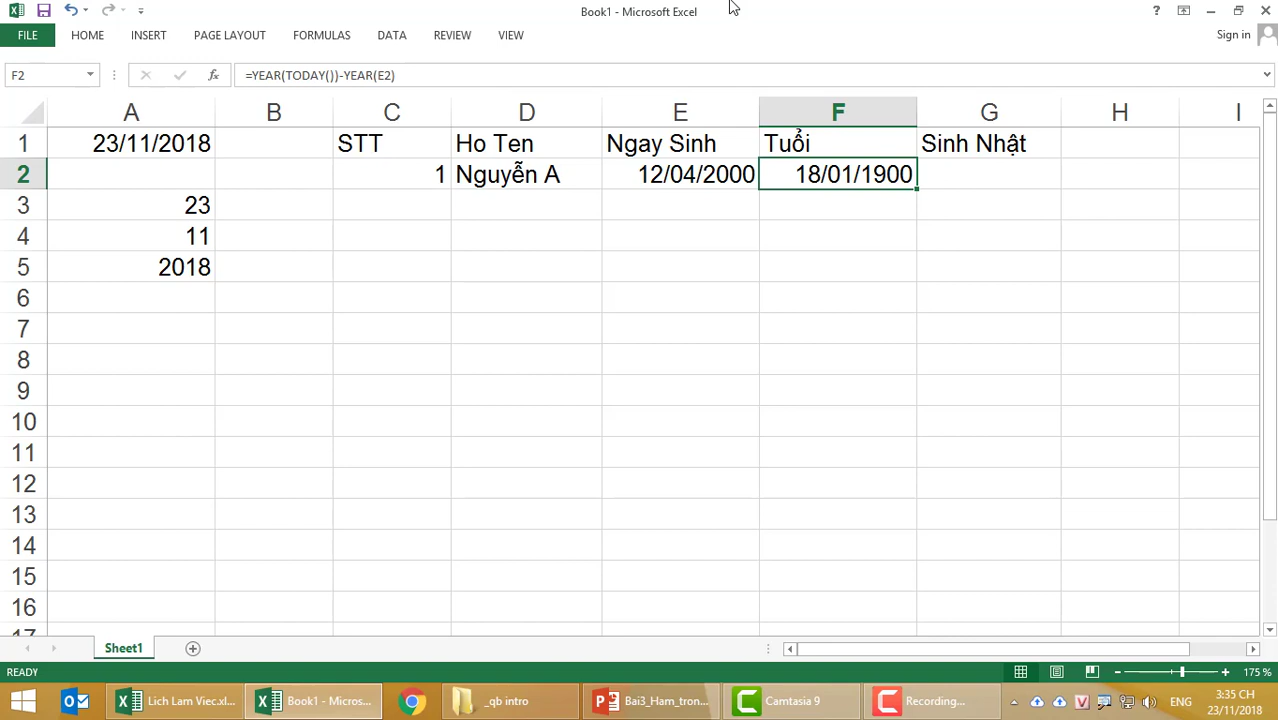 Book1 - Microsoft Excel
?
FILE HOME INSERT PAGE LAYOUT FORMULAS DATA REVIEW VIEW Sign in
F2 fx =YEAR(TODAY())-YEAR(E2)
A B C D E F G H I
1 23/11/2018 STT Ho Ten Ngay Sinh Tuổi Sinh Nhật
2 1 Nguyễn A 12/04/2000 18/01/1900
3 23
4 11
5 2018
6
7
8
9
10
11
12
13
14
15
16
17
Sheet1
READY 175 %
Lich Lam Viec.xl... Book1 - Micros... _qb intro Bai3_Ham_tron... Camtasia 9 Recording... ENG 3:35 CH
23/11/2018